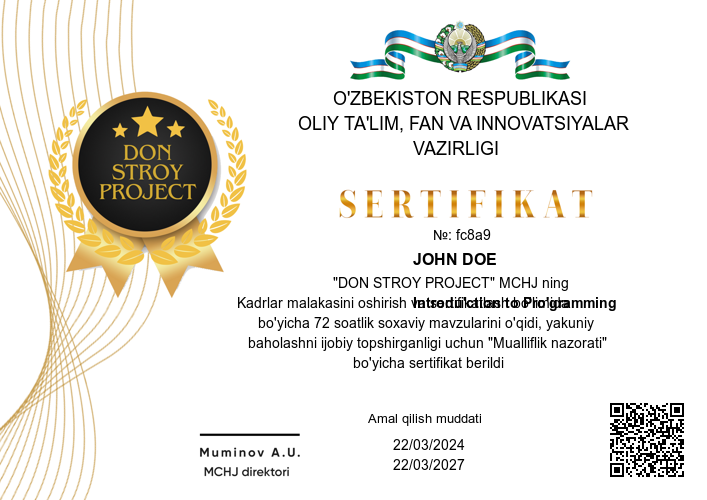 DON
STROY
PROJECT
O'ZBEKISTON RESPUBLIKASI
OLIY TA'LIM, FAN VA INNOVATSIYALAR
VAZIRLIGI
SERTIFIKAT
№: fc8a9
JOHN DOE
"DON STROY PROJECT" MCHJ ning
Kadrlar malakasini oshirish Introduction to Programming
bo'yicha 72 soatlik soxaviy mavzularini o'qidi, yakuniy
baholashni ijobiy topshirganligi uchun "Mualliflik nazorati"
bo'yicha sertifikat berildi
Amal qilish muddati
22/03/2024
22/03/2027
Muminov A.U.
MCHJ direktori